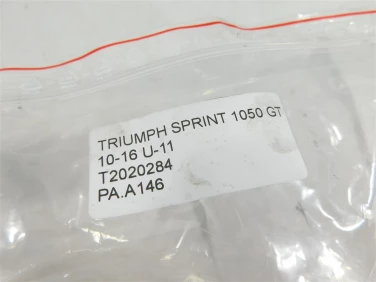 TRIUMPH SPRINT 1050 GT
10-16 U-11
T2020284
PA.A146